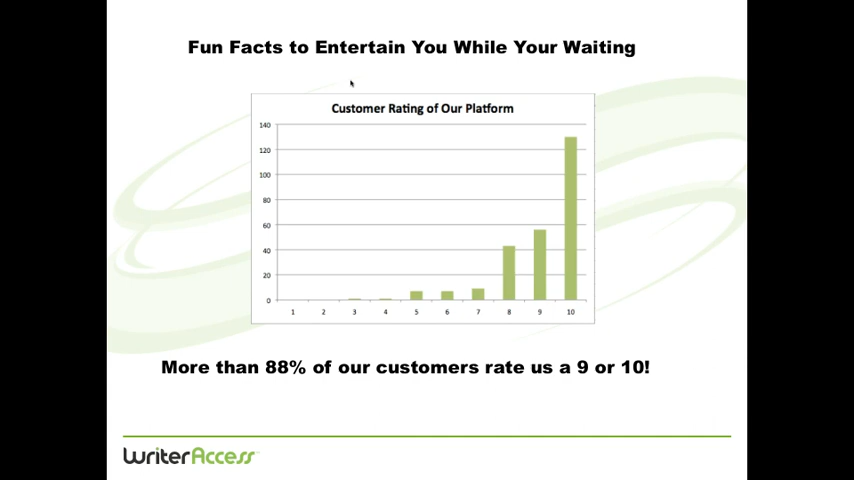 Fun Facts to Entertain You While Your Waiting
Customer Rating of Our Platform
140
120
100
80
60
40
20
0
1 2 3 4 5 6 7 8 9 10
More than 88% of our customers rate us a 9 or 10!
WriterAccess